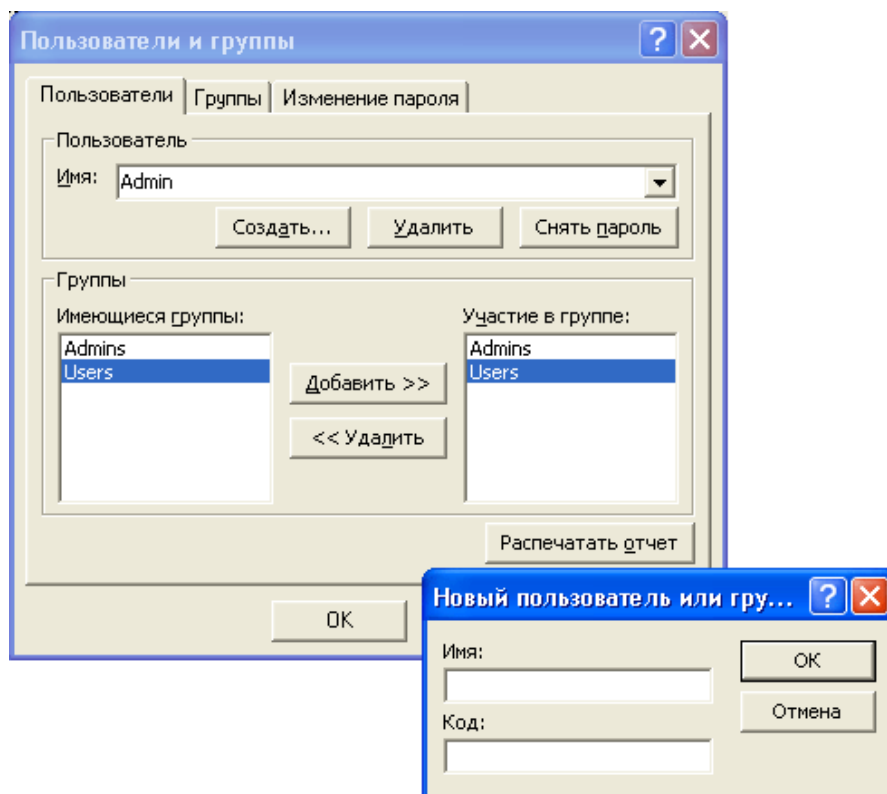 Пользователи и группы
Пользователи Группы Изменение пароля
Пользователь
Имя: Admin
Создать... Удалить Снять пароль
Группы
Имеющиеся группы: Участие в группе:
Admins Admins
Users Users
Добавить >>
<< Удалить
Распечатать отчет
OK
Новый пользователь или гру...
Имя:
OK
Отмена
Код: